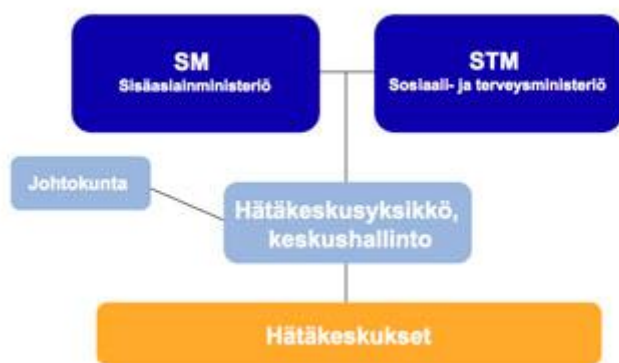 SM
Sisäasiainministeriö
STM
Sosiaali- ja terveysministeriö
Johtokunta
Hätäkeskusyksikkö,
keskushallinto
Hätäkeskukset